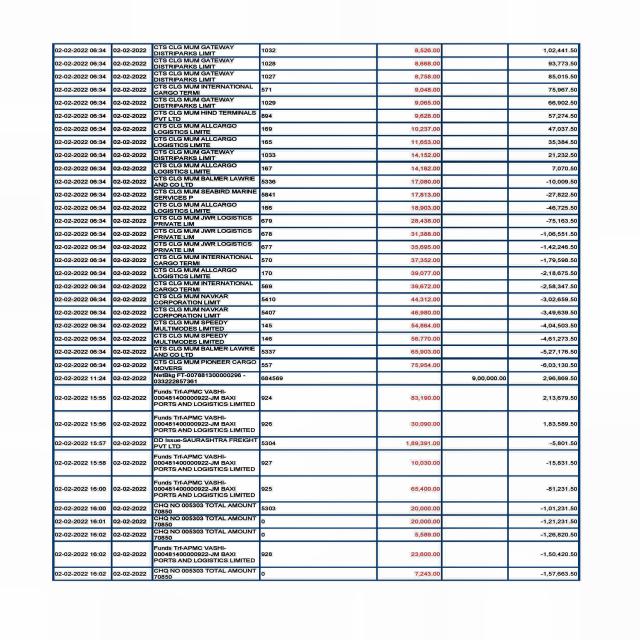 02-02-2022 06:34 02-02-2022 CTS CLG MUM GATEWAY DISTRIPARKS LIMIT 1032 8,526.00 1,02,441.50
02-02-2022 06:34 02-02-2022 CTS CLG MUM GATEWAY DISTRIPARKS LIMIT 1028 8,668.00 93,773.50
02-02-2022 06:34 02-02-2022 CTS CLG MUM GATEWAY DISTRIPARKS LIMIT 1027 8,758.00 85,015.50
02-02-2022 06:34 02-02-2022 CTS CLG MUM INTERNATIONAL CARGO TERMI 571 9,048.00 75,967.50
02-02-2022 06:34 02-02-2022 CTS CLG MUM GATEWAY DISTRIPARKS LIMIT 1029 9,065.00 66,902.50
02-02-2022 06:34 02-02-2022 CTS CLG MUM HIND TERMINALS PVT LTD 894 9,628.00 57,274.50
02-02-2022 06:34 02-02-2022 CTS CLG MUM ALLCARGO LOGISTICS LIMITE 169 10,237.00 47,037.50
02-02-2022 06:34 02-02-2022 CTS CLG MUM ALLCARGO LOGISTICS LIMITE 165 11,653.00 35,384.50
02-02-2022 06:34 02-02-2022 CTS CLG MUM GATEWAY DISTRIPARKS LIMIT 1033 14,152.00 21,232.50
02-02-2022 06:34 02-02-2022 CTS CLG MUM ALLCARGO LOGISTICS LIMITE 167 14,162.00 7,070.50
02-02-2022 06:34 02-02-2022 CTS CLG MUM BALMER LAWRIE AND CO LTD 5336 17,080.00 -10,009.50
02-02-2022 06:34 02-02-2022 CTS CLG MUM SEABIRD MARINE SERVICES P 5841 17,813.00 -27,822.50
02-02-2022 06:34 02-02-2022 CTS CLG MUM ALLCARGO LOGISTICS LIMITE 166 18,903.00 -46,725.50
02-02-2022 06:34 02-02-2022 CTS CLG MUM JWR LOGISTICS PRIVATE LIM 679 28,438.00 -75,163.50
02-02-2022 06:34 02-02-2022 CTS CLG MUM JWR LOGISTICS PRIVATE LIM 678 31,388.00 -1,06,551.50
02-02-2022 06:34 02-02-2022 CTS CLG MUM JWR LOGISTICS PRIVATE LIM 677 35,695.00 -1,42,246.50
02-02-2022 06:34 02-02-2022 CTS CLG MUM INTERNATIONAL CARGO TERMI 570 37,352.00 -1,79,598.50
02-02-2022 06:34 02-02-2022 CTS CLG MUM ALLCARGO LOGISTICS LIMITE 170 39,077.00 -2,18,675.50
02-02-2022 06:34 02-02-2022 CTS CLG MUM INTERNATIONAL CARGO TERMI 569 39,672.00 -2,58,347.50
02-02-2022 06:34 02-02-2022 CTS CLG MUM NAVKAR CORPORATION LIMIT 5410 44,312.00 -3,02,659.50
02-02-2022 06:34 02-02-2022 CTS CLG MUM NAVKAR CORPORATION LIMIT 5407 46,980.00 -3,49,639.50
02-02-2022 06:34 02-02-2022 CTS CLG MUM SPEEDY MULTIMODES LIMITED 145 54,864.00 -4,04,503.50
02-02-2022 06:34 02-02-2022 CTS CLG MUM SPEEDY MULTIMODES LIMITED 146 56,770.00 -4,61,273.50
02-02-2022 06:34 02-02-2022 CTS CLG MUM BALMER LAWRIE AND CO LTD 5337 65,903.00 -5,27,176.50
02-02-2022 06:34 02-02-2022 CTS CLG MUM PIONEER CARGO MOVERS 557 75,954.00 -6,03,130.50
02-02-2022 11:24 02-02-2022 NetBkg FT-007881300000296 - 033222857361 684569 9,00,000.00 2,96,869.50
02-02-2022 15:55 02-02-2022 Funds Trf-APMC VASHI-000481400000922-JM BAXI PORTS AND LOGISTICS LIMITED 924 83,190.00 2,13,679.50
02-02-2022 15:56 02-02-2022 Funds Trf-APMC VASHI-000481400000922-JM BAXI PORTS AND LOGISTICS LIMITED 926 30,090.00 1,83,589.50
02-02-2022 15:57 02-02-2022 DD Issue-SAURASHTRA FREIGHT PVT LTD 5304 1,89,391.00 -5,801.50
02-02-2022 15:58 02-02-2022 Funds Trf-APMC VASHI-000481400000922-JM BAXI PORTS AND LOGISTICS LIMITED 927 10,030.00 -15,831.50
02-02-2022 16:00 02-02-2022 Funds Trf-APMC VASHI-000481400000922-JM BAXI PORTS AND LOGISTICS LIMITED 925 65,400.00 -81,231.50
02-02-2022 16:00 02-02-2022 CHQ NO 005303 TOTAL AMOUNT 70850 5303 20,000.00 -1,01,231.50
02-02-2022 16:01 02-02-2022 CHQ NO 005303 TOTAL AMOUNT 70850 0 20,000.00 -1,21,231.50
02-02-2022 16:02 02-02-2022 CHQ NO 005303 TOTAL AMOUNT 70850 0 5,589.00 -1,26,820.50
02-02-2022 16:02 02-02-2022 Funds Trf-APMC VASHI-000481400000922-JM BAXI PORTS AND LOGISTICS LIMITED 928 23,600.00 -1,50,420.50
02-02-2022 16:02 02-02-2022 CHQ NO 005303 TOTAL AMOUNT 70850 0 7,243.00 -1,57,663.50